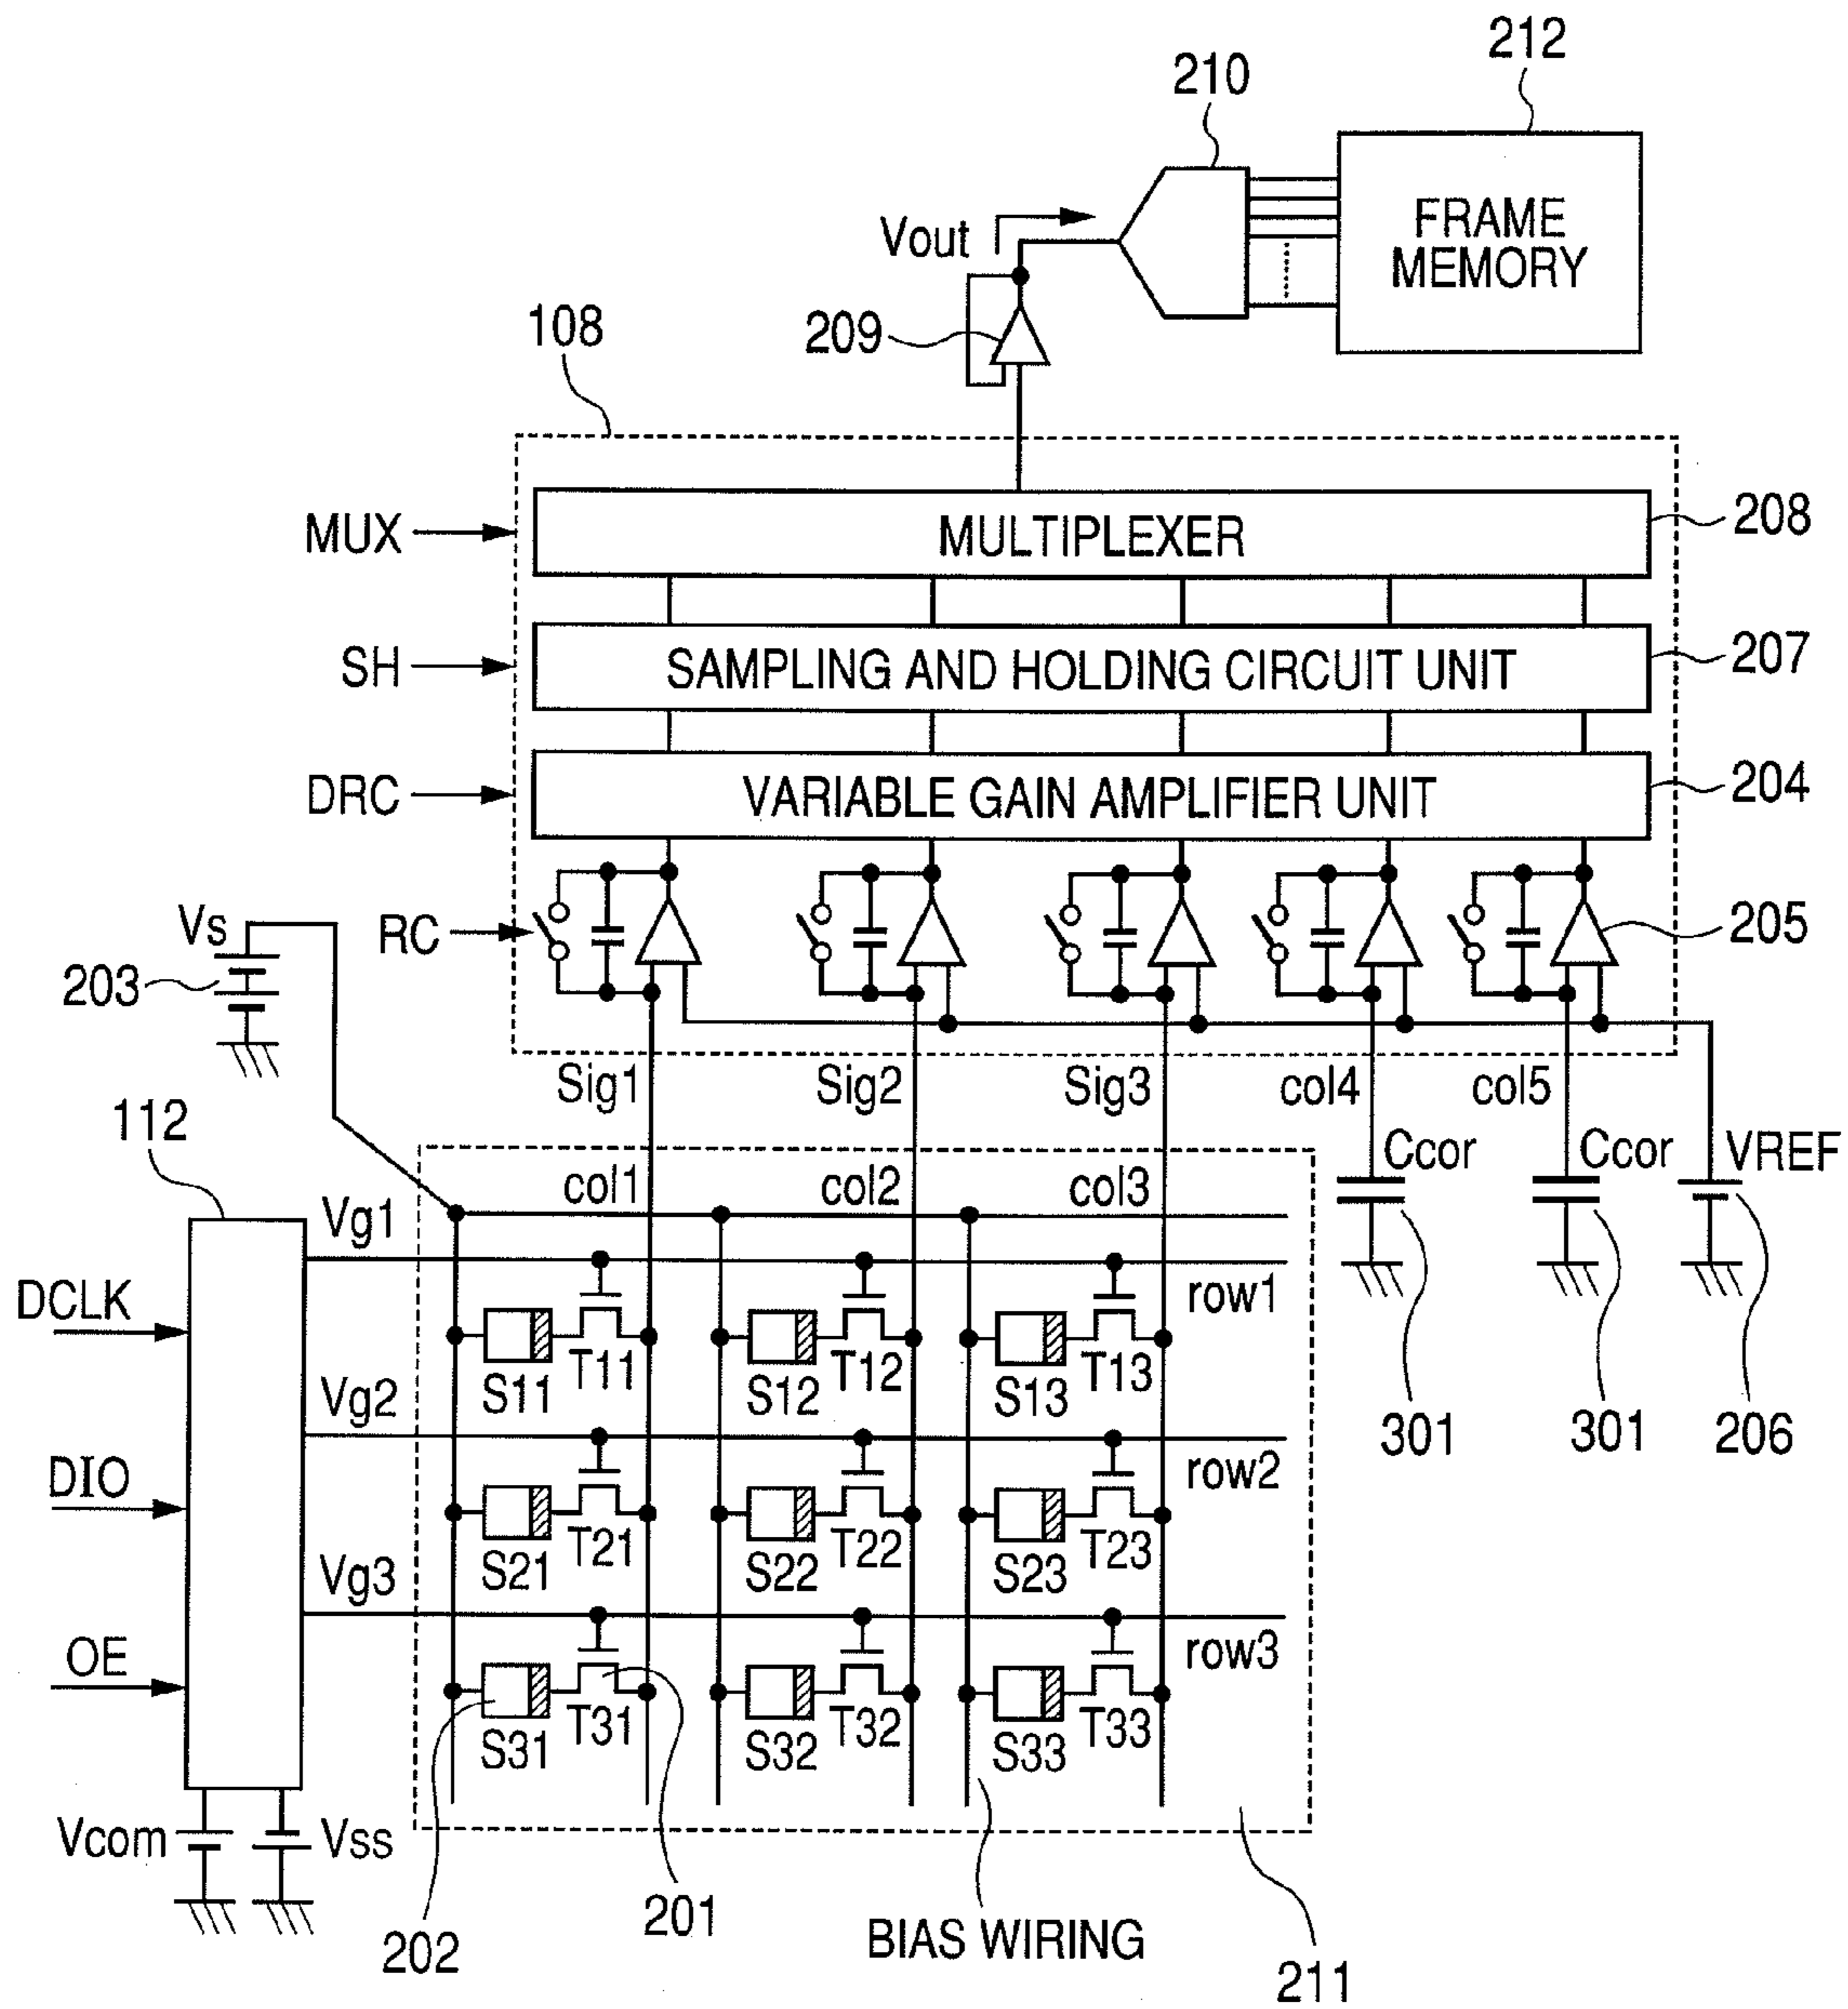 212
210
FRAME
MEMORY
Vout
209
108
MUX
MULTIPLEXER
208
SH
SAMPLING AND HOLDING CIRCUIT UNIT
207
DRC
VARIABLE GAIN AMPLIFIER UNIT
204
Vs
RC
205
203
Sig1
Sig2
Sig3
col4
col5
112
Ccor
Ccor
VREF
col1
col2
col3
Vg1
row1
DCLK
S11
T11
S12
T12
S13
T13
Vg2
301
301
206
row2
DIO
S21
T21
S22
T22
S23
T23
Vg3
row3
OE
S31
T31
S32
T32
S33
T33
Vcom
Vss
201
202
BIAS WIRING
211